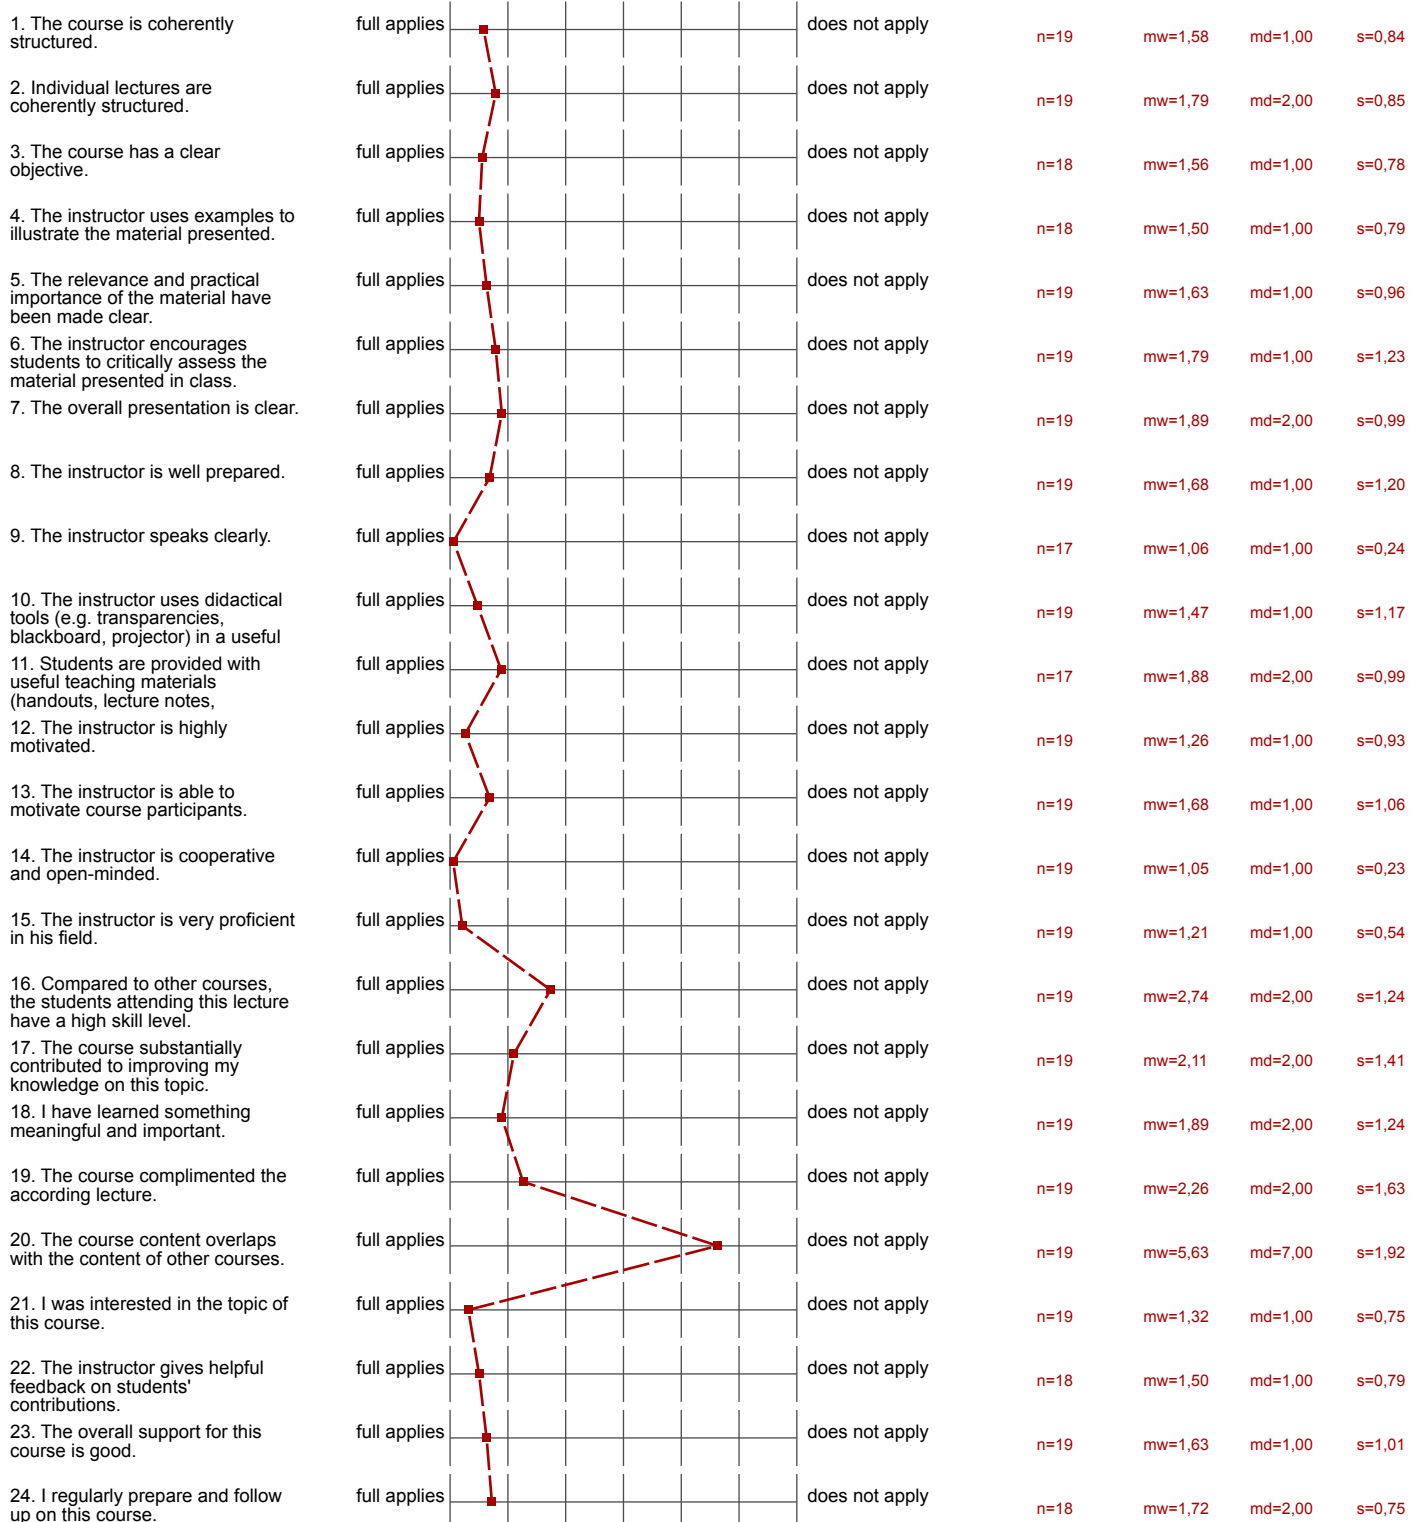 1. The course is coherently
structured.
full applies
does not apply
n=19 mw=1,58 md=1,00 s=0,84
2. Individual lectures are
coherently structured.
full applies
does not apply
n=19 mw=1,79 md=2,00 s=0,85
3. The course has a clear
objective.
full applies
does not apply
n=18 mw=1,56 md=1,00 s=0,78
4. The instructor uses examples to
illustrate the material presented.
full applies
does not apply
n=18 mw=1,50 md=1,00 s=0,79
5. The relevance and practical
importance of the material have
been made clear.
full applies
does not apply
n=19 mw=1,63 md=1,00 s=0,96
6. The instructor encourages
students to critically assess the
material presented in class.
full applies
does not apply
n=19 mw=1,79 md=1,00 s=1,23
7. The overall presentation is clear.
full applies
does not apply
n=19 mw=1,89 md=2,00 s=0,99
8. The instructor is well prepared.
full applies
does not apply
n=19 mw=1,68 md=1,00 s=1,20
9. The instructor speaks clearly.
full applies
does not apply
n=17 mw=1,06 md=1,00 s=0,24
10. The instructor uses didactical
tools (e.g. transparencies,
blackboard, projector) in a useful
full applies
does not apply
n=19 mw=1,47 md=1,00 s=1,17
11. Students are provided with
useful teaching materials
(handouts, lecture notes,
full applies
does not apply
n=17 mw=1,88 md=2,00 s=0,99
12. The instructor is highly
motivated.
full applies
does not apply
n=19 mw=1,26 md=1,00 s=0,93
13. The instructor is able to
motivate course participants.
full applies
does not apply
n=19 mw=1,68 md=1,00 s=1,06
14. The instructor is cooperative
and open-minded.
full applies
does not apply
n=19 mw=1,05 md=1,00 s=0,23
15. The instructor is very proficient
in his field.
full applies
does not apply
n=19 mw=1,21 md=1,00 s=0,54
16. Compared to other courses,
the students attending this lecture
have a high skill level.
full applies
does not apply
n=19 mw=2,74 md=2,00 s=1,24
17. The course substantially
contributed to improving my
knowledge on this topic.
full applies
does not apply
n=19 mw=2,11 md=2,00 s=1,41
18. I have learned something
meaningful and important.
full applies
does not apply
n=19 mw=1,89 md=2,00 s=1,24
19. The course complimented the
according lecture.
full applies
does not apply
n=19 mw=2,26 md=2,00 s=1,63
20. The course content overlaps
with the content of other courses.
full applies
does not apply
n=19 mw=5,63 md=7,00 s=1,92
21. I was interested in the topic of
this course.
full applies
does not apply
n=19 mw=1,32 md=1,00 s=0,75
22. The instructor gives helpful
feedback on students'
contributions.
full applies
does not apply
n=18 mw=1,50 md=1,00 s=0,79
23. The overall support for this
course is good.
full applies
does not apply
n=19 mw=1,63 md=1,00 s=1,01
24. I regularly prepare and follow
up on this course.
full applies
does not apply
n=18 mw=1,72 md=2,00 s=0,75